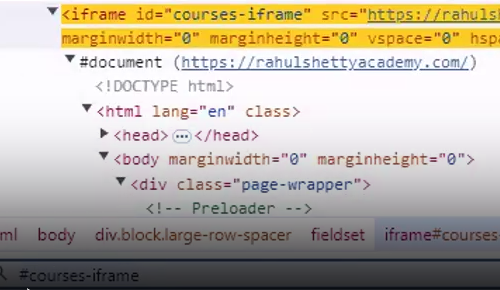 <iframe id="courses-iframe" src="https://rahuls
marginwidth="0" marginheight="0" vspace="0" hsp
#document (https://rahulshettyacademy.com/)
<!DOCTYPE html>
<html lang="en" class>
<head> ... </head>
<body marginwidth="0" marginheight="0">
<div class="page-wrapper">
<!-- Preloader -->
ml body div.block.large-row-spacer fieldset iframe#courses-
#courses-iframe